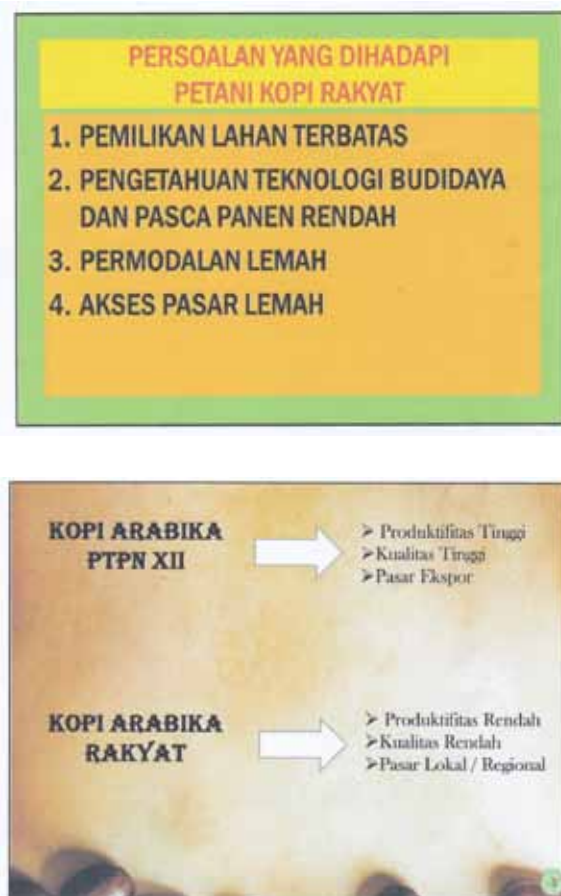 PERSOALAN YANG DIHADAPI
PETANI KOPI RAKYAT
1. PEMILIKAN LAHAN TERBATAS
2. PENGETAHUAN TEKNOLOGI BUDIDAYA
DAN PASCA PANEN RENDAH
3. PERMODALAN LEMAH
4. AKSES PASAR LEMAH
KOPI ARABIKA
PTPN XII
➢ Produktifitas Tinggi
➢Kualitas Tinggi
➢Pasar Ekspor
KOPI ARABIKA
RAKYAT
➢ Produktifitas Rendah
➢Kualitas Rendah
➢Pasar Lokal / Regional